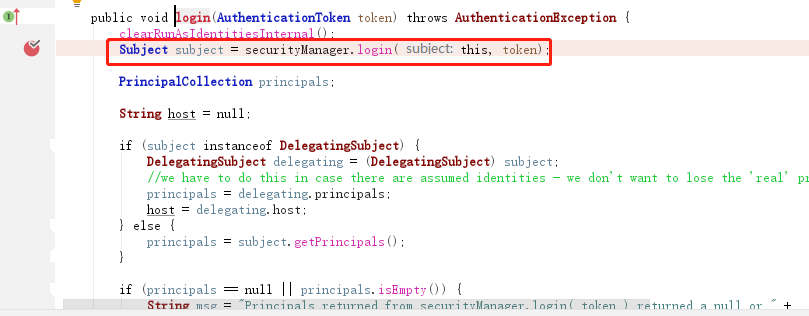 public void login(AuthenticationToken token) throws AuthenticationException {
clearRunAsIdentitiesInternal();
Subject subject = securityManager.login( subject: this, token);
PrincipalCollection principals;
String host = null;
if (subject instanceof DelegatingSubject) {
DelegatingSubject delegating = (DelegatingSubject) subject;
//we have to do this in case there are assumed identities - we don't want to lose the 'real' pr
principals = delegating.principals;
host = delegating.host;
} else {
principals = subject.getPrincipals();
}
if (principals == null || principals.isEmpty()) {
String msg = "Principals returned from securityManager.login( token ) returned a null or " +